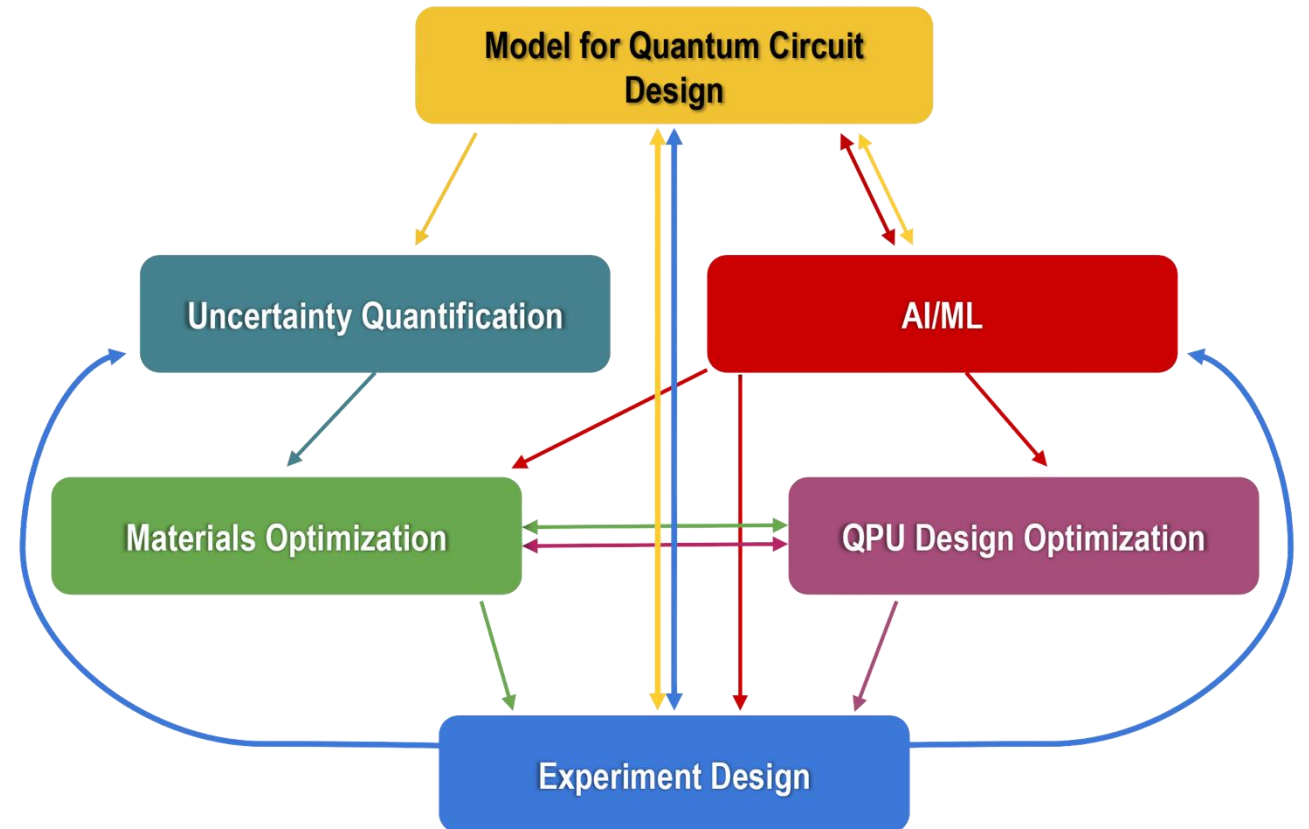 Model for Quantum Circuit
Design
Uncertainty Quantification
AI/ML
Materials Optimization
QPU Design Optimization
Experiment Design